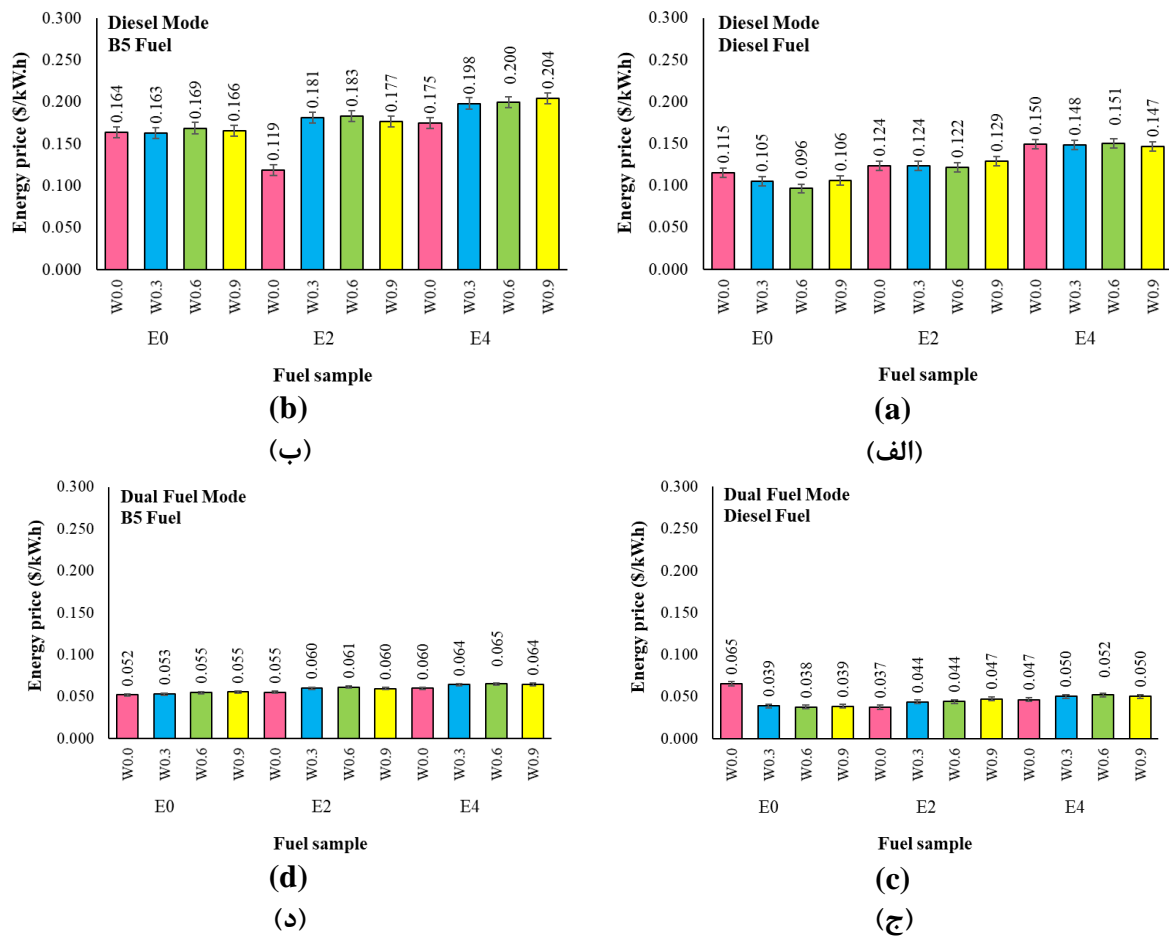 Diesel Mode
B5 Fuel
Energy price ($/kW.h)
0.300
0.250
0.200
0.150
0.100
0.050
0.000
0.164
0.163
0.169
0.166
0.119
0.181
0.183
0.177
0.175
0.198
0.200
0.204
W0.0 W0.3 W0.6 W0.9 W0.0 W0.3 W0.6 W0.9 W0.0 W0.3 W0.6 W0.9
E0 E2 E4
Fuel sample
(b)
(ب)
Diesel Mode
Diesel Fuel
Energy price ($/kW.h)
0.300
0.250
0.200
0.150
0.100
0.050
0.000
0.115
0.105
0.096
0.106
0.124
0.124
0.122
0.129
0.150
0.148
0.151
0.147
W0.0 W0.3 W0.6 W0.9 W0.0 W0.3 W0.6 W0.9 W0.0 W0.3 W0.6 W0.9
E0 E2 E4
Fuel sample
(a)
(الف)
Dual Fuel Mode
B5 Fuel
Energy price ($/kW.h)
0.300
0.250
0.200
0.150
0.100
0.050
0.000
0.052
0.053
0.055
0.055
0.055
0.060
0.061
0.060
0.060
0.064
0.065
0.064
W0.0 W0.3 W0.6 W0.9 W0.0 W0.3 W0.6 W0.9 W0.0 W0.3 W0.6 W0.9
E0 E2 E4
Fuel sample
(d)
(د)
Dual Fuel Mode
Diesel Fuel
Energy price ($/kW.h)
0.300
0.250
0.200
0.150
0.100
0.050
0.000
0.065
0.039
0.038
0.039
0.037
0.044
0.044
0.047
0.047
0.050
0.052
0.050
W0.0 W0.3 W0.6 W0.9 W0.0 W0.3 W0.6 W0.9 W0.0 W0.3 W0.6 W0.9
E0 E2 E4
Fuel sample
(c)
(ج)